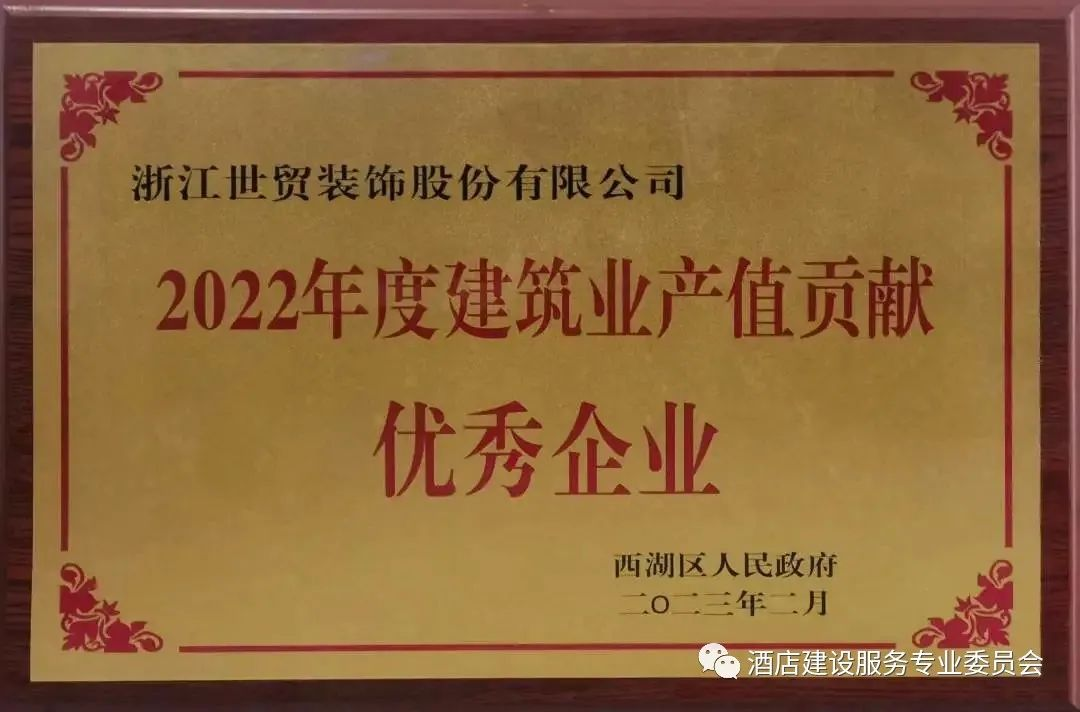 浙江世贸装饰股份有限公司
2022年度建筑业产值贡献
优秀企业
西湖区人民政府
二〇二三年二月
酒店建设服务专业委员会